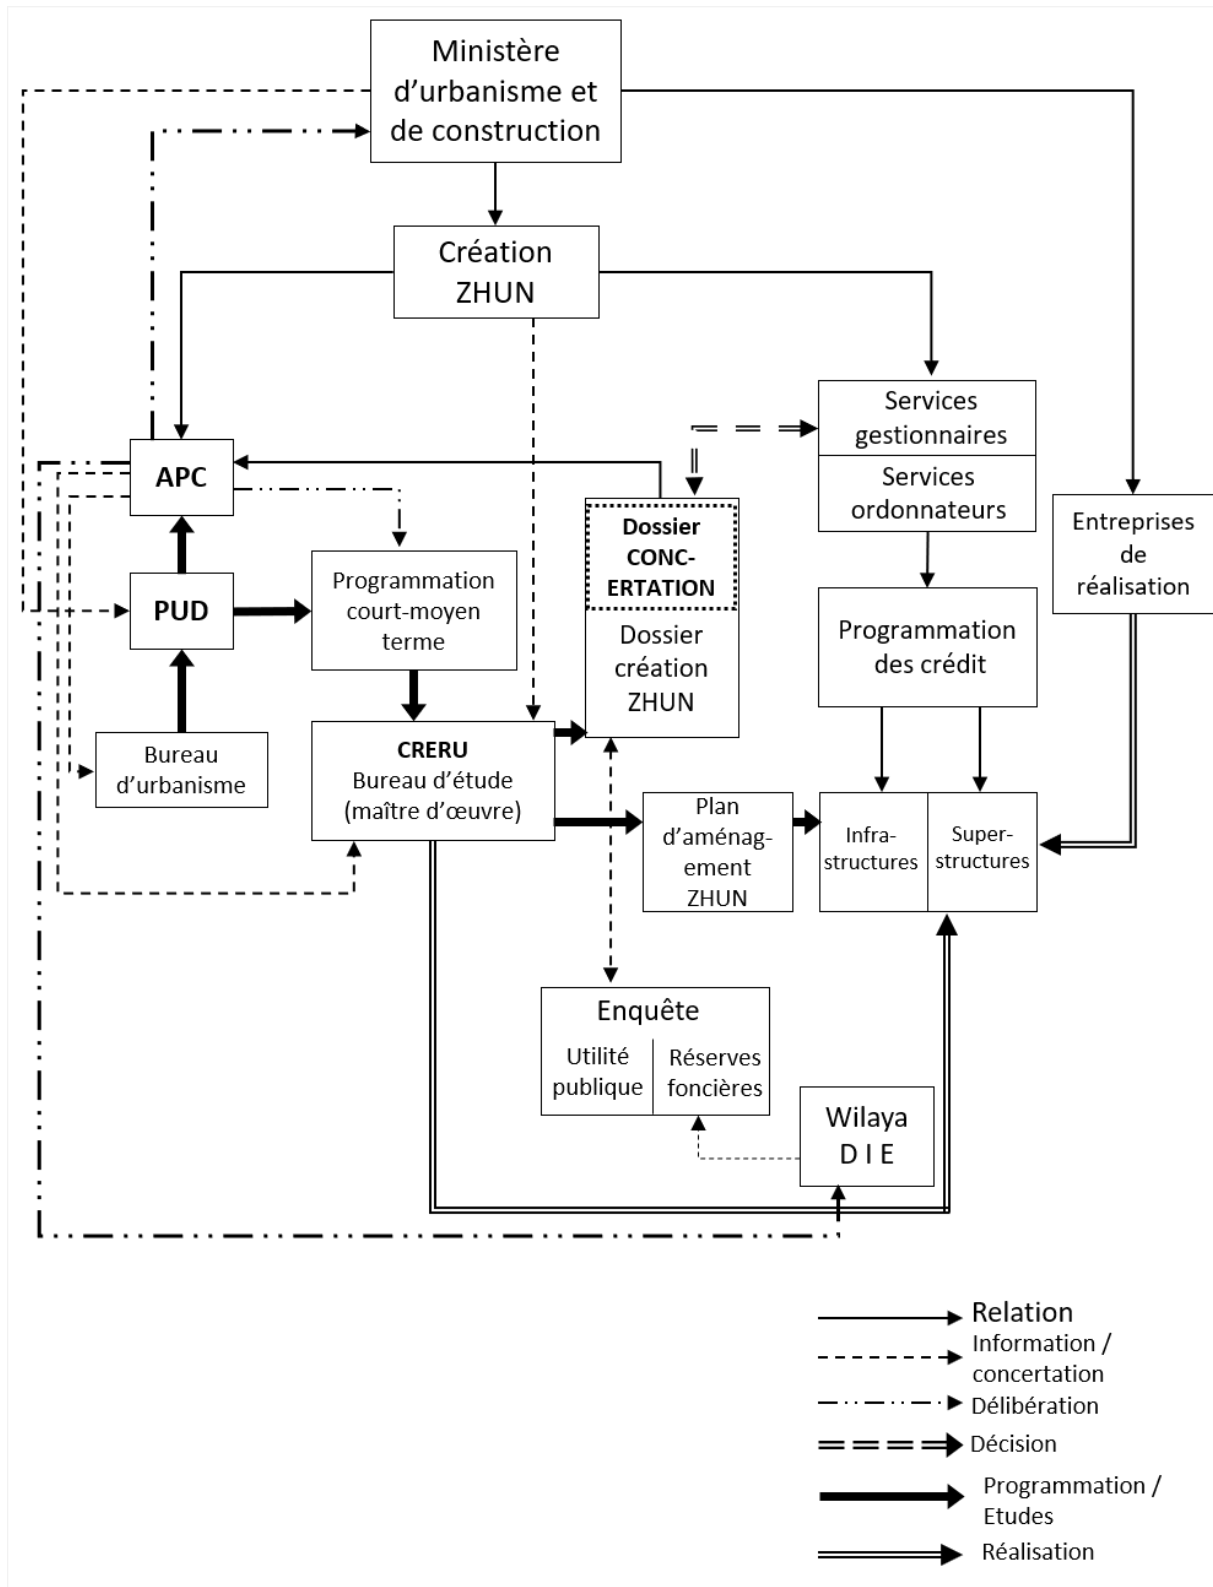 Ministère
d'urbanisme et
de construction
Création
ZHUN
Services
gestionnaires
Services
ordonnateurs
APC
Entreprises
de
réalisation
Dossier
CONC-
ERTATION
Dossier
création
ZHUN
Programmation
court-moyen
terme
PUD
Programmation
des crédit
Bureau
d'urbanisme
CRERU
Bureau d'étude
(maître d'œuvre)
Plan
d'aménag-
ement
ZHUN
Infra-
structures
Super-
structures
Enquête
Utilité
publique
Réserves
foncières
Wilaya
D I E
Relation
Information /
concertation
Délibération
Décision
Programmation /
Etudes
Réalisation